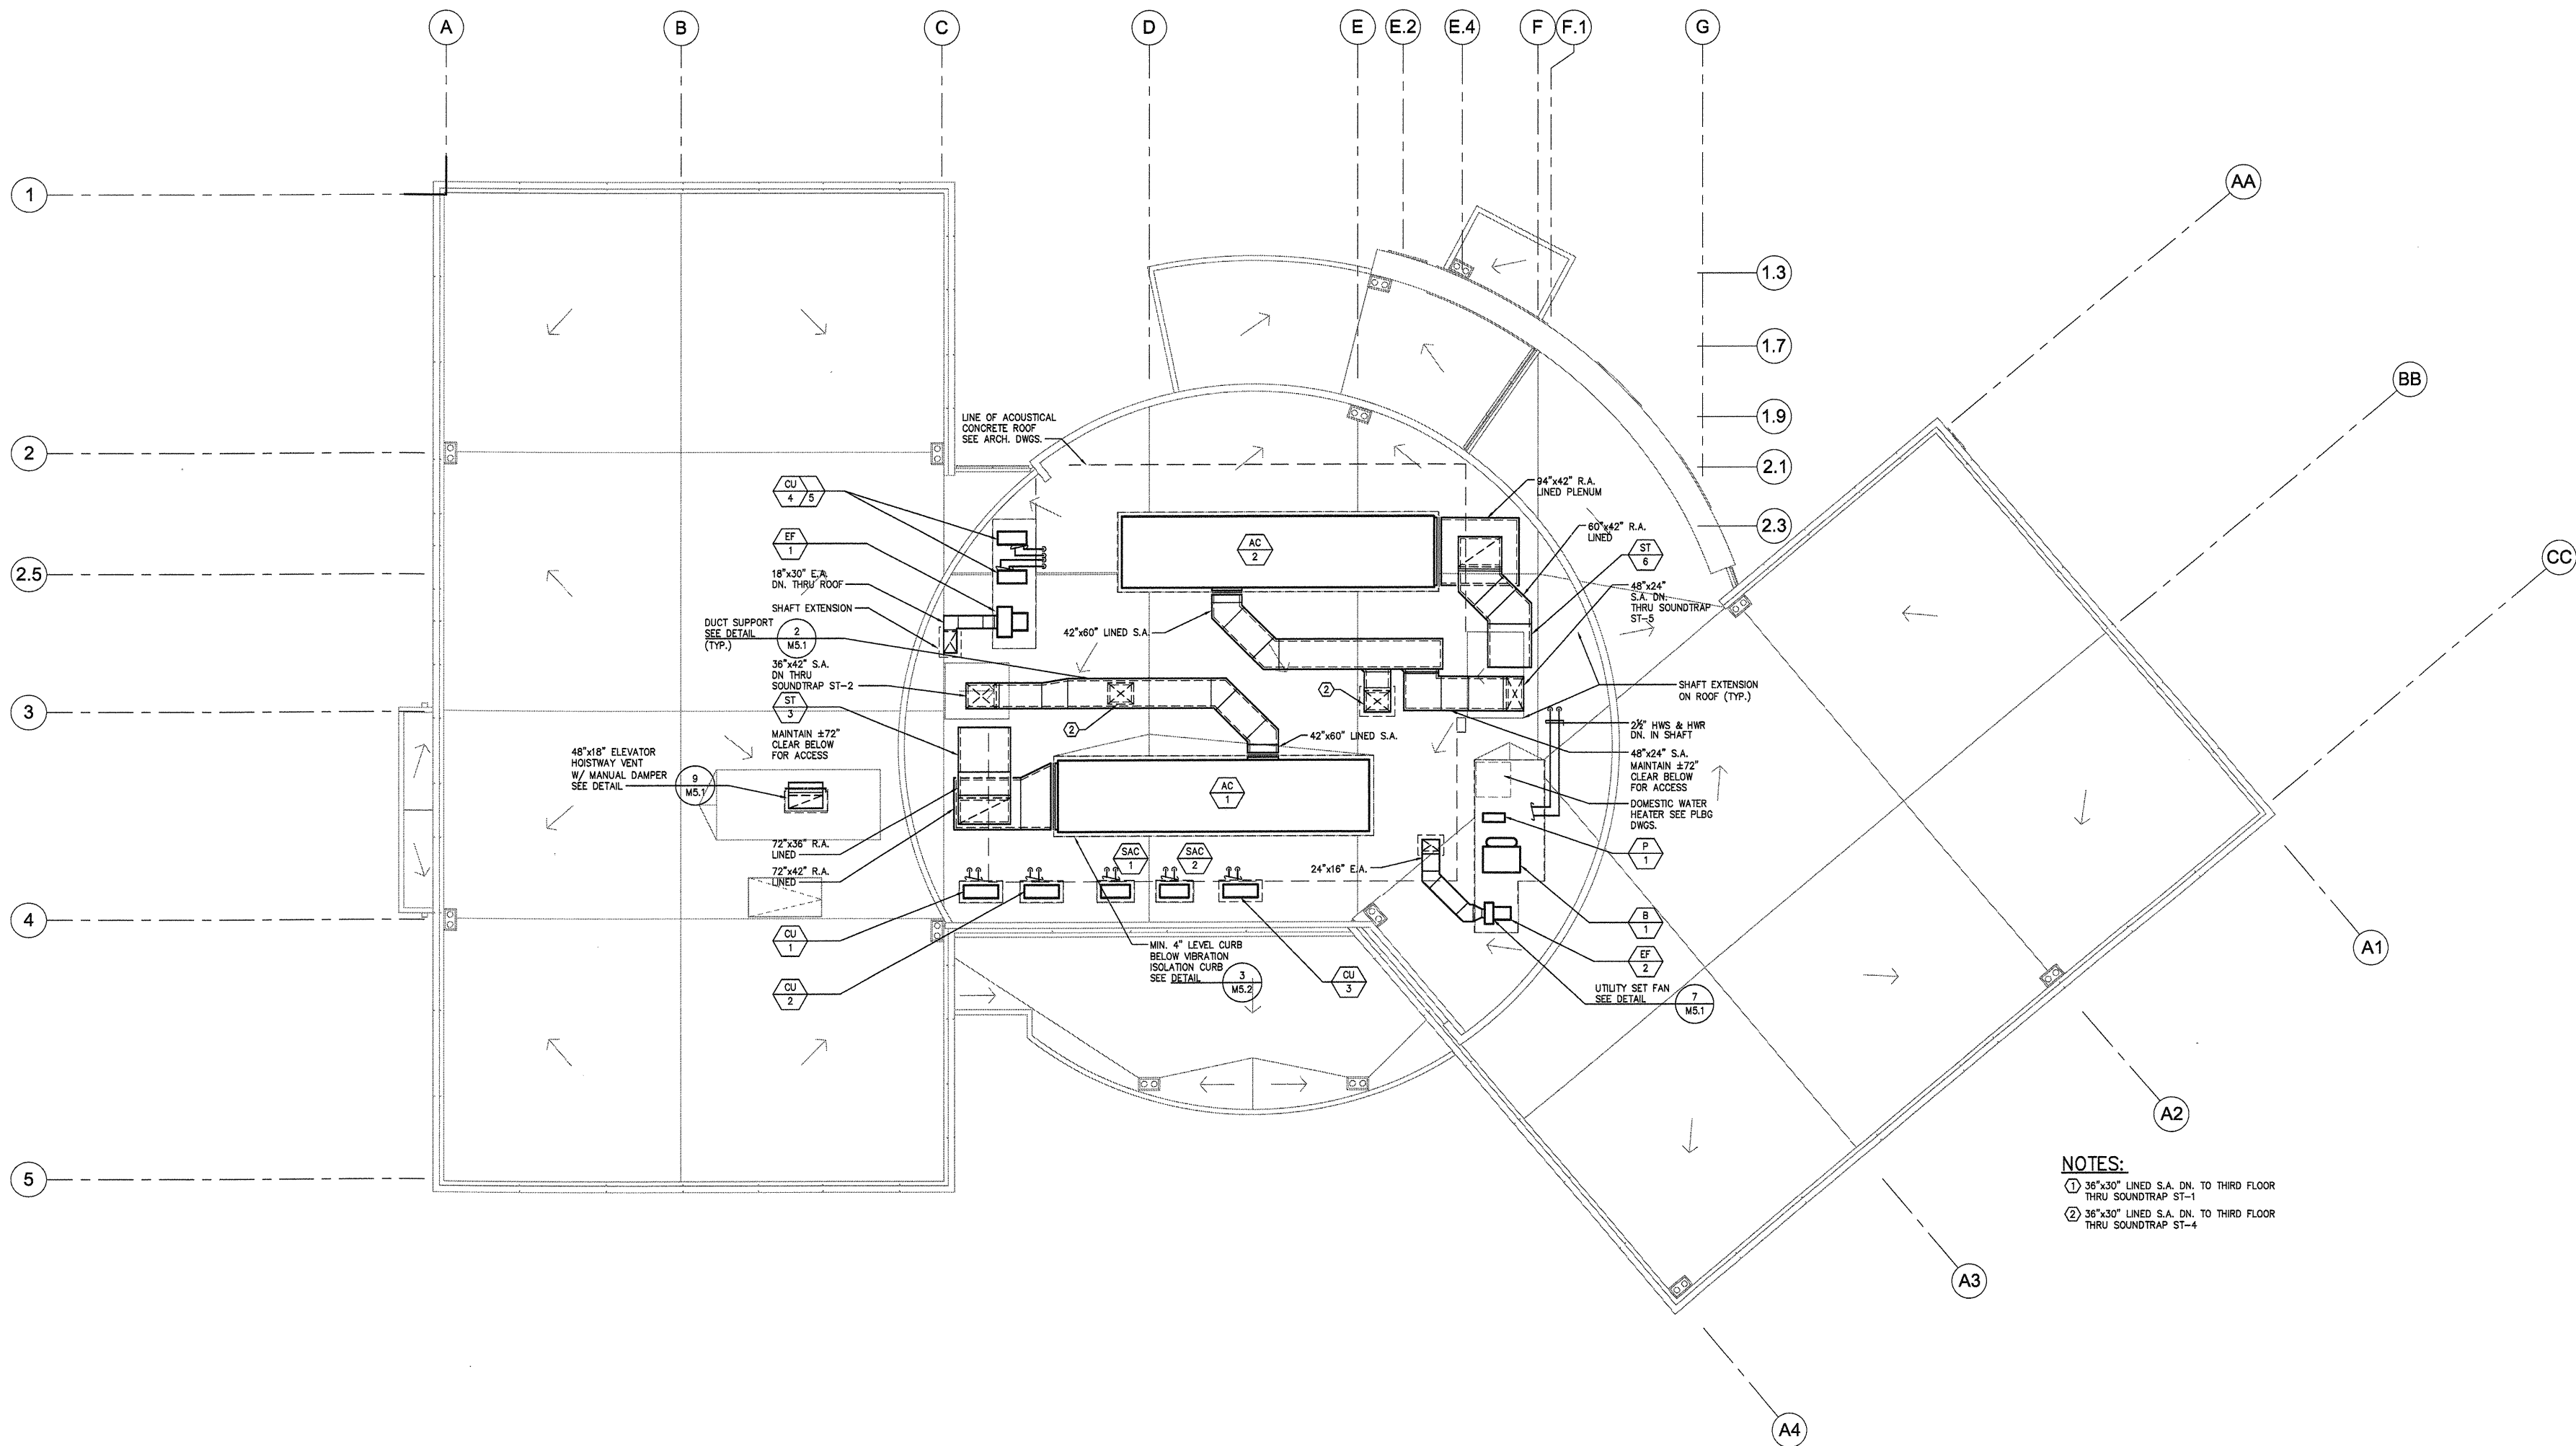 A
B
C
D
E
E.2
E.4
F
F.1
G
1
2
2.5
3
4
5
1.3
1.7
1.9
2.1
2.3
AA
BB
CC
A1
A2
A3
A4
LINE OF ACOUSTICAL
CONCRETE ROOF
SEE ARCH. DWGS.
CU
4
5
EF
1
18"x30" E.A.
DN. THRU ROOF
SHAFT EXTENSION
DUCT SUPPORT
SEE DETAIL
(TYP.)
2
M5.1
36"x42" S.A.
DN THRU
SOUNDTRAP ST-2
ST
3
MAINTAIN ±72"
CLEAR BELOW
FOR ACCESS
48"x18" ELEVATOR
HOISTWAY VENT
W/ MANUAL DAMPER
SEE DETAIL
9
M5.1
72"x36" R.A.
LINED
72"x42" R.A.
LINED
CU
1
CU
2
AC
2
42"x60" LINED S.A.
2
42"x60" LINED S.A.
2
AC
1
SAC
1
SAC
2
MIN. 4" LEVEL CURB
BELOW VIBRATION
ISOLATION CURB
SEE DETAIL
3
M5.2
CU
3
94"x42" R.A.
LINED PLENUM
60"x42" R.A.
LINED
ST
6
48"x24"
S.A. DN.
THRU SOUNDTRAP
ST-5
SHAFT EXTENSION
ON ROOF (TYP.)
2½" HWS & HWR
DN. IN SHAFT
48"x24" S.A.
MAINTAIN ±72"
CLEAR BELOW
FOR ACCESS
DOMESTIC WATER
HEATER SEE PLBG
DWGS.
P
1
24"x16" E.A.
B
1
EF
2
UTILITY SET FAN
SEE DETAIL
7
M5.1
NOTES:
1 36"x30" LINED S.A. DN. TO THIRD FLOOR
THRU SOUNDTRAP ST-1
2 36"x30" LINED S.A. DN. TO THIRD FLOOR
THRU SOUNDTRAP ST-4